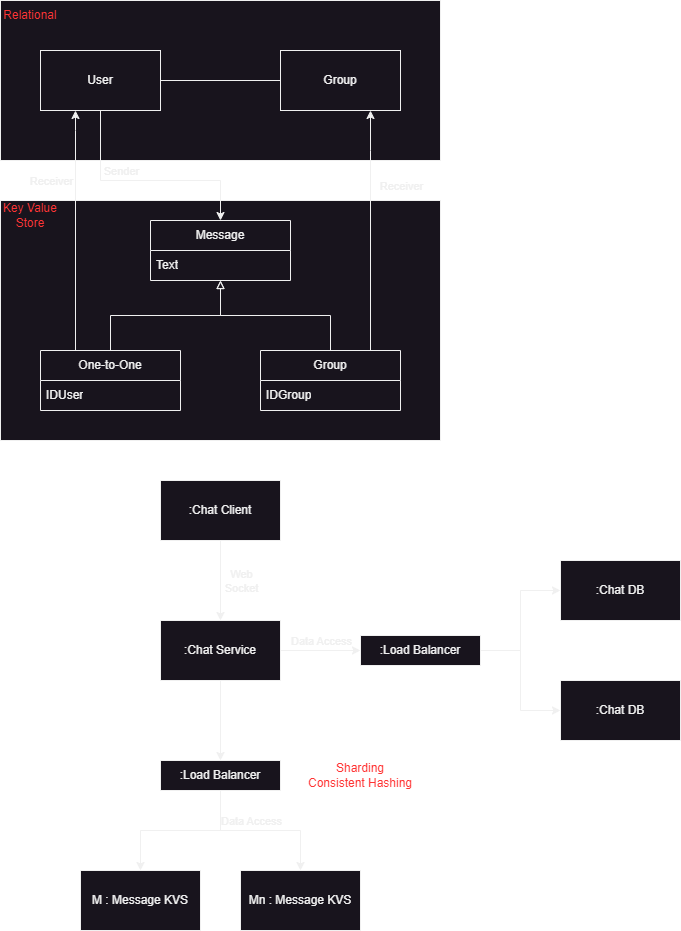 Relational
User
Group
Receiver
Sender
Receiver
Key Value
Store
Message
Text
One-to-One
IDUser
Group
IDGroup
:Chat Client
Web
Socket
:Chat DB
:Chat Service
Data Access
:Load Balancer
:Chat DB
:Load Balancer
Sharding
Consistent Hashing
Data Access
M : Message KVS
Mn : Message KVS